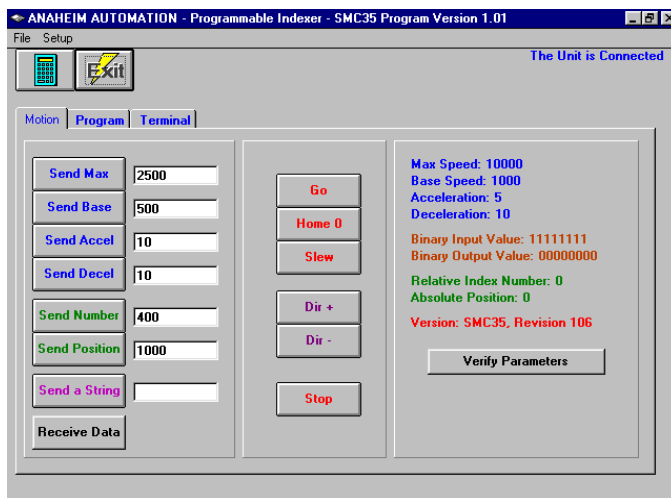 ANAHEIM AUTOMATION - Programmable Indexer - SMC35 Program Version 1.01
File Setup
Exit
The Unit is Connected
Motion Program Terminal
Send Max 2500
Send Base 500
Send Accel 10
Send Decel 10
Send Number 400
Send Position 1000
Send a String
Receive Data
Go
Home 0
Slew
Dir +
Dir -
Stop
Max Speed: 10000
Base Speed: 1000
Acceleration: 5
Deceleration: 10
Binary Input Value: 11111111
Binary Output Value: 00000000
Relative Index Number: 0
Absolute Position: 0
Version: SMC35, Revision 106
Verify Parameters